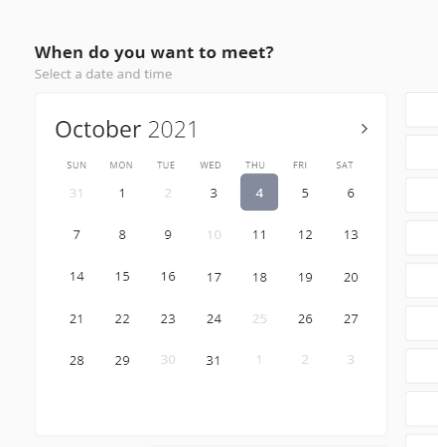 When do you want to meet?
Select a date and time
October 2021
SUN MON TUE WED THU FRI SAT
31 1 2 3 4 5 6
7 8 9 10 11 12 13
14 15 16 17 18 19 20
21 22 23 24 25 26 27
28 29 30 31 1 2 3